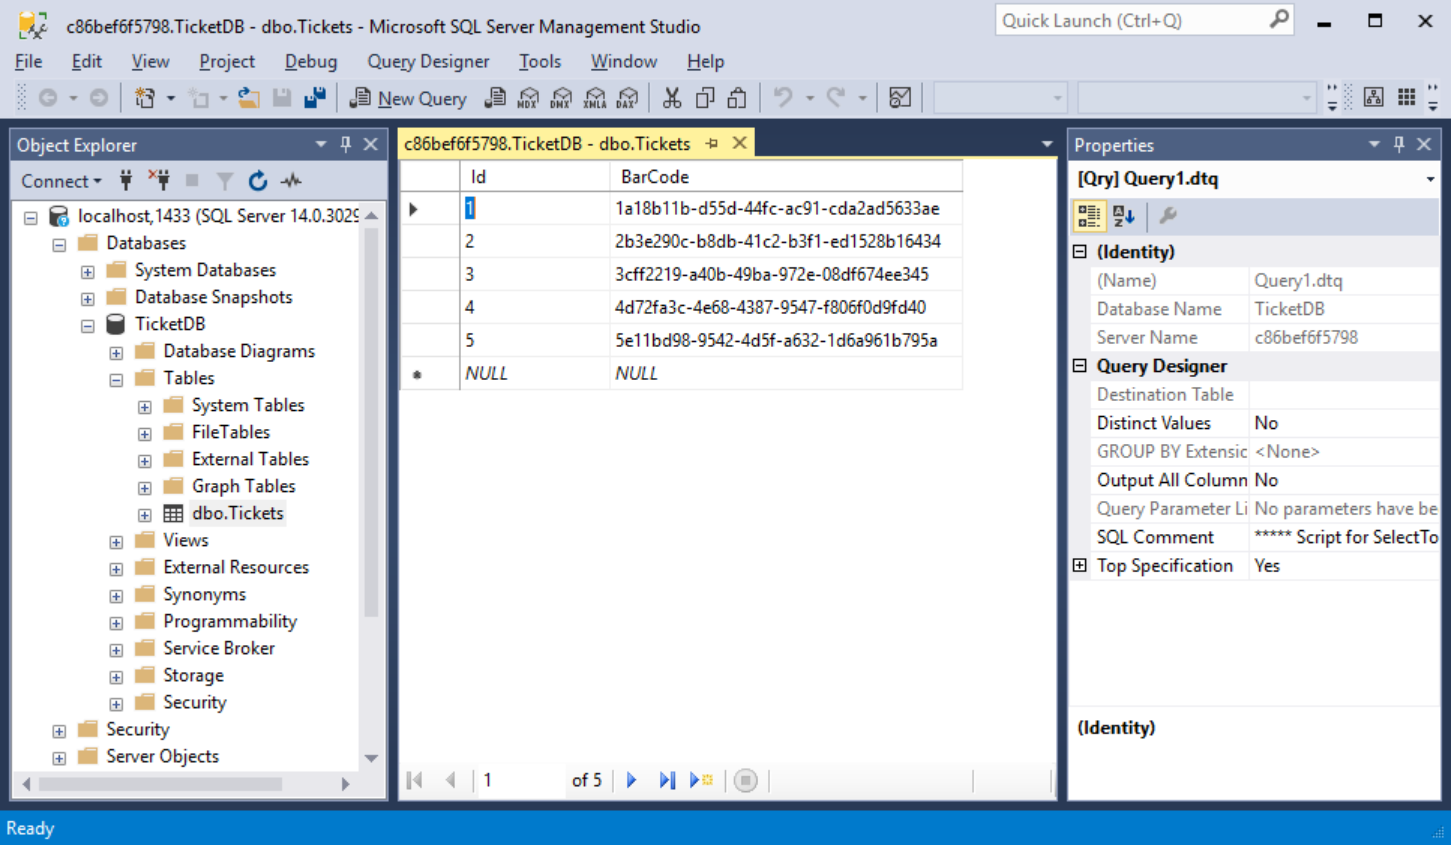 c86bef6f5798.TicketDB - dbo.Tickets - Microsoft SQL Server Management Studio
Quick Launch (Ctrl+Q)
File Edit View Project Debug Query Designer Tools Window Help
New Query MDX DMX XMLA DAX
Object Explorer
Connect
localhost,1433 (SQL Server 14.0.3029
Databases
System Databases
Database Snapshots
TicketDB
Database Diagrams
Tables
System Tables
FileTables
External Tables
Graph Tables
dbo.Tickets
Views
External Resources
Synonyms
Programmability
Service Broker
Storage
Security
Security
Server Objects
c86bef6f5798.TicketDB - dbo.Tickets
Id BarCode
1 1a18b11b-d55d-44fc-ac91-cda2ad5633ae
2 2b3e290c-b8db-41c2-b3f1-ed1528b16434
3 3cff2219-a40b-49ba-972e-08df674ee345
4 4d72fa3c-4e68-4387-9547-f806f0d9fd40
5 5e11bd98-9542-4d5f-a632-1d6a961b795a
NULL NULL
1 of 5
Properties
[Qry] Query1.dtq
(Identity)
(Name) Query1.dtq
Database Name TicketDB
Server Name c86bef6f5798
Query Designer
Destination Table
Distinct Values No
GROUP BY Extensic <None>
Output All Column No
Query Parameter Li No parameters have be
SQL Comment ***** Script for SelectTo
Top Specification Yes
(Identity)
Ready